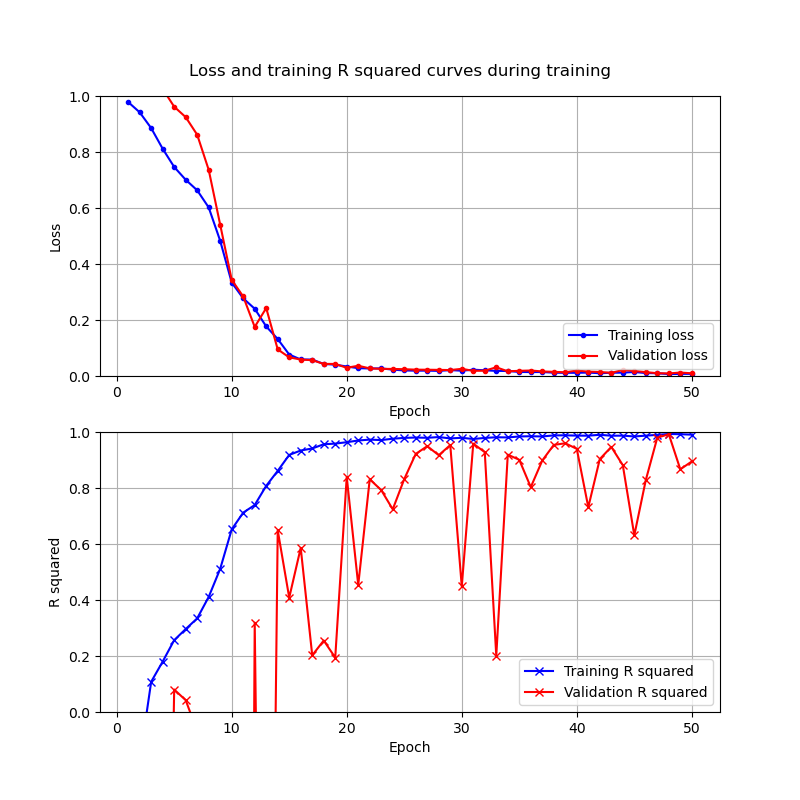 Loss and training R squared curves during training
1.0
0.8
0.6
0.4
0.2
0.0
Loss
0 10 20 30 40 50
Epoch
Training loss
Validation loss
1.0
0.8
0.6
0.4
0.2
0.0
R squared
0 10 20 30 40 50
Epoch
Training R squared
Validation R squared